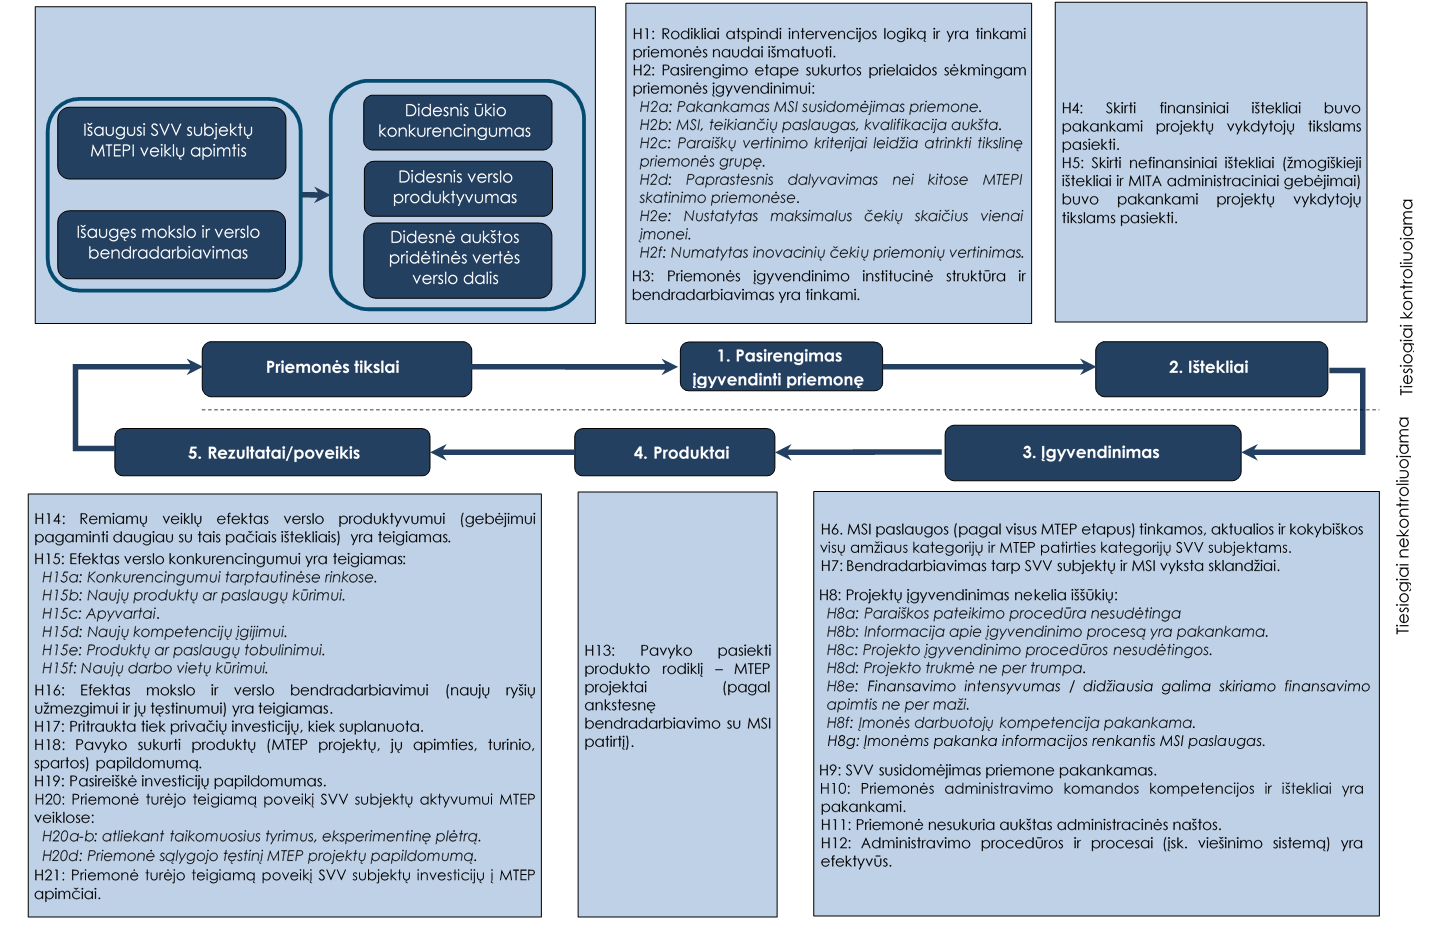 Išaugusi SVV subjektų
MTEPI veiklų apimtis
Išaugęs mokslo ir verslo
bendradarbiavimas
Didesnis ūkio
konkurencingumas
Didesnis verslo
produktyvumas
Didesnė aukštos
pridėtinės vertės
verslo dalis
H1: Rodikliai atspindi intervencijos logiką ir yra tinkami
priemonės naudai išmatuoti.
H2: Pasirengimo etape sukurtos prielaidos sėkmingam
priemonės įgyvendinimui:
H2a: Pakankamas MSI susidomėjimas priemone.
H2b: MSI, teikiančių paslaugas, kvalifikacija aukšta.
H2c: Paraiškų vertinimo kriterijai leidžia atrinkti tikslinę
priemonės grupę.
H2d: Paprastesnis dalyvavimas nei kitose MTEPI
skatinimo priemonėse.
H2e: Nustatytas maksimalus čekių skaičius vienai
įmonei.
H2f: Numatytas inovacinių čekių priemonių vertinimas.
H3: Priemonės įgyvendinimo institucinė struktūra ir
bendradarbiavimas yra tinkami.
H4: Skirti finansiniai ištekliai buvo
pakankami projektų vykdytojų tikslams
pasiekti.
H5: Skirti nefinansiniai ištekliai (žmogiškieji
ištekliai ir MITA administraciniai gebėjimai)
buvo pakankami projektų vykdytojų
tikslams pasiekti.
Tiesiogiai kontroliuojama
Priemonės tikslai
1. Pasirengimas
įgyvendinti priemonę
2. Ištekliai
5. Rezultatai/poveikis
4. Produktai
3. Įgyvendinimas
Tiesiogiai nekontroliuojama
H14: Remiamų veiklų efektas verslo produktyvumui (gebėjimui
pagaminti daugiau su tais pačiais ištekliais) yra teigiamas.
H15: Efektas verslo konkurencingumui yra teigiamas:
H15a: Konkurencingumui tarptautinėse rinkose.
H15b: Naujų produktų ar paslaugų kūrimui.
H15c: Apyvartai.
H15d: Naujų kompetencijų įgijimui.
H15e: Produktų ar paslaugų tobulinimui.
H15f: Naujų darbo vietų kūrimui.
H16: Efektas mokslo ir verslo bendradarbiavimui (naujų ryšių
užmezgimui ir jų tęstinumui) yra teigiamas.
H17: Pritraukta tiek privačių investicijų, kiek suplanuota.
H18: Pavyko sukurti produktų (MTEP projektų, jų apimties, turinio,
spartos) papildomumą.
H19: Pasireiškė investicijų papildomumas.
H20: Priemonė turėjo teigiamą poveikį SVV subjektų aktyvumui MTEP
veiklose:
H20a-b: atliekant taikomuosius tyrimus, eksperimentinę plėtrą.
H20d: Priemonė sąlygojo tęstinį MTEP projektų papildomumą.
H21: Priemonė turėjo teigiamą poveikį SVV subjektų investicijų į MTEP
apimčiai.
H13: Pavyko pasiekti
produkto rodiklį – MTEP
projektai (pagal
ankstesnę
bendradarbiavimo su MSI
patirtį).
H6. MSI paslaugos (pagal visus MTEP etapus) tinkamos, aktualios ir kokybiškos
visų amžiaus kategorijų ir MTEP patirties kategorijų SVV subjektams.
H7: Bendradarbiavimas tarp SVV subjektų ir MSI vyksta sklandžiai.
H8: Projektų įgyvendinimas nekelia iššūkių:
H8a: Paraiškos pateikimo procedūra nesudėtinga
H8b: Informacija apie įgyvendinimo procesą yra pakankama.
H8c: Projekto įgyvendinimo procedūros nesudėtingos.
H8d: Projekto trukmė ne per trumpa.
H8e: Finansavimo intensyvumas / didžiausia galima skiriamo finansavimo
apimtis ne per maži.
H8f: Įmonės darbuotojų kompetencija pakankama.
H8g: Įmonėms pakanka informacijos renkantis MSI paslaugas.
H9: SVV susidomėjimas priemone pakankamas.
H10: Priemonės administravimo komandos kompetencijos ir ištekliai yra
pakankami.
H11: Priemonė nesukuria aukštas administracinės naštos.
H12: Administravimo procedūros ir procesai (įsk. viešinimo sistemą) yra
efektyvūs.